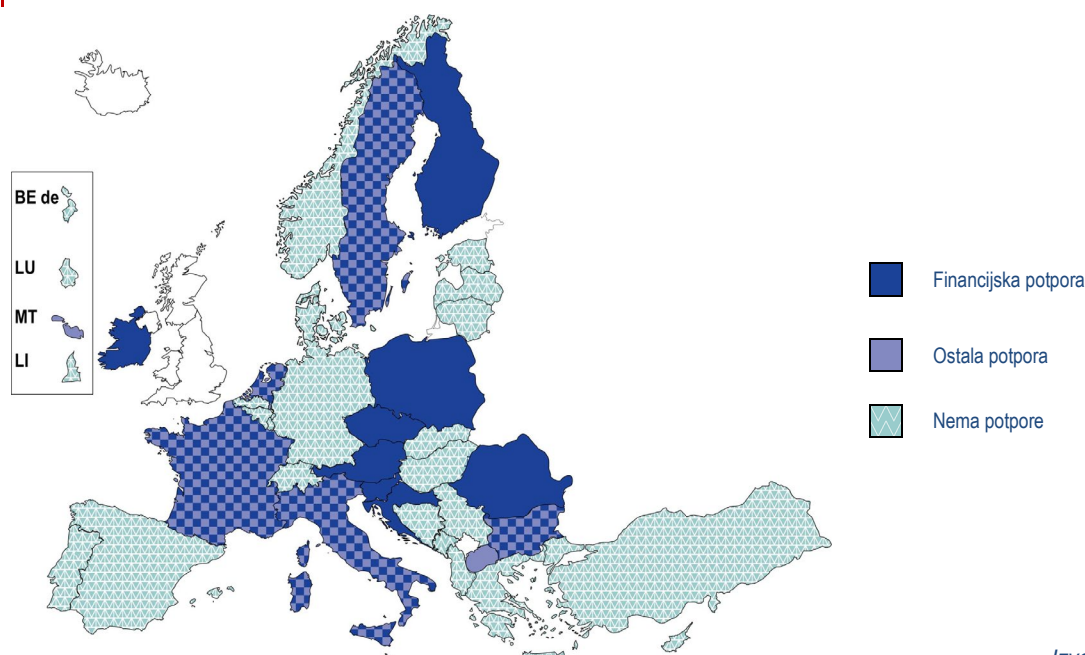 BE de
LU
MT
LI
Financijska potpora
Ostala potpora
Nema potpore